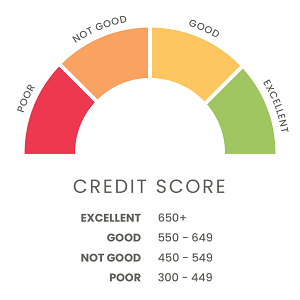 POOR
NOT GOOD
GOOD
EXCELLENT
CREDIT SCORE
EXCELLENT 650+
GOOD 550 - 649
NOT GOOD 450 - 549
POOR 300 - 449